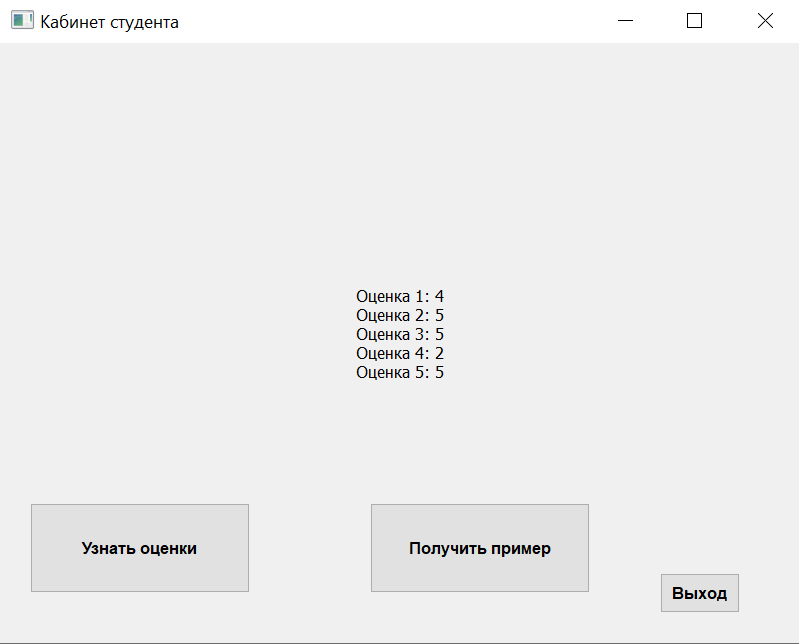 Кабинет студента
Оценка 1: 4
Оценка 2: 5
Оценка 3: 5
Оценка 4: 2
Оценка 5: 5
Узнать оценки
Получить пример
Выход